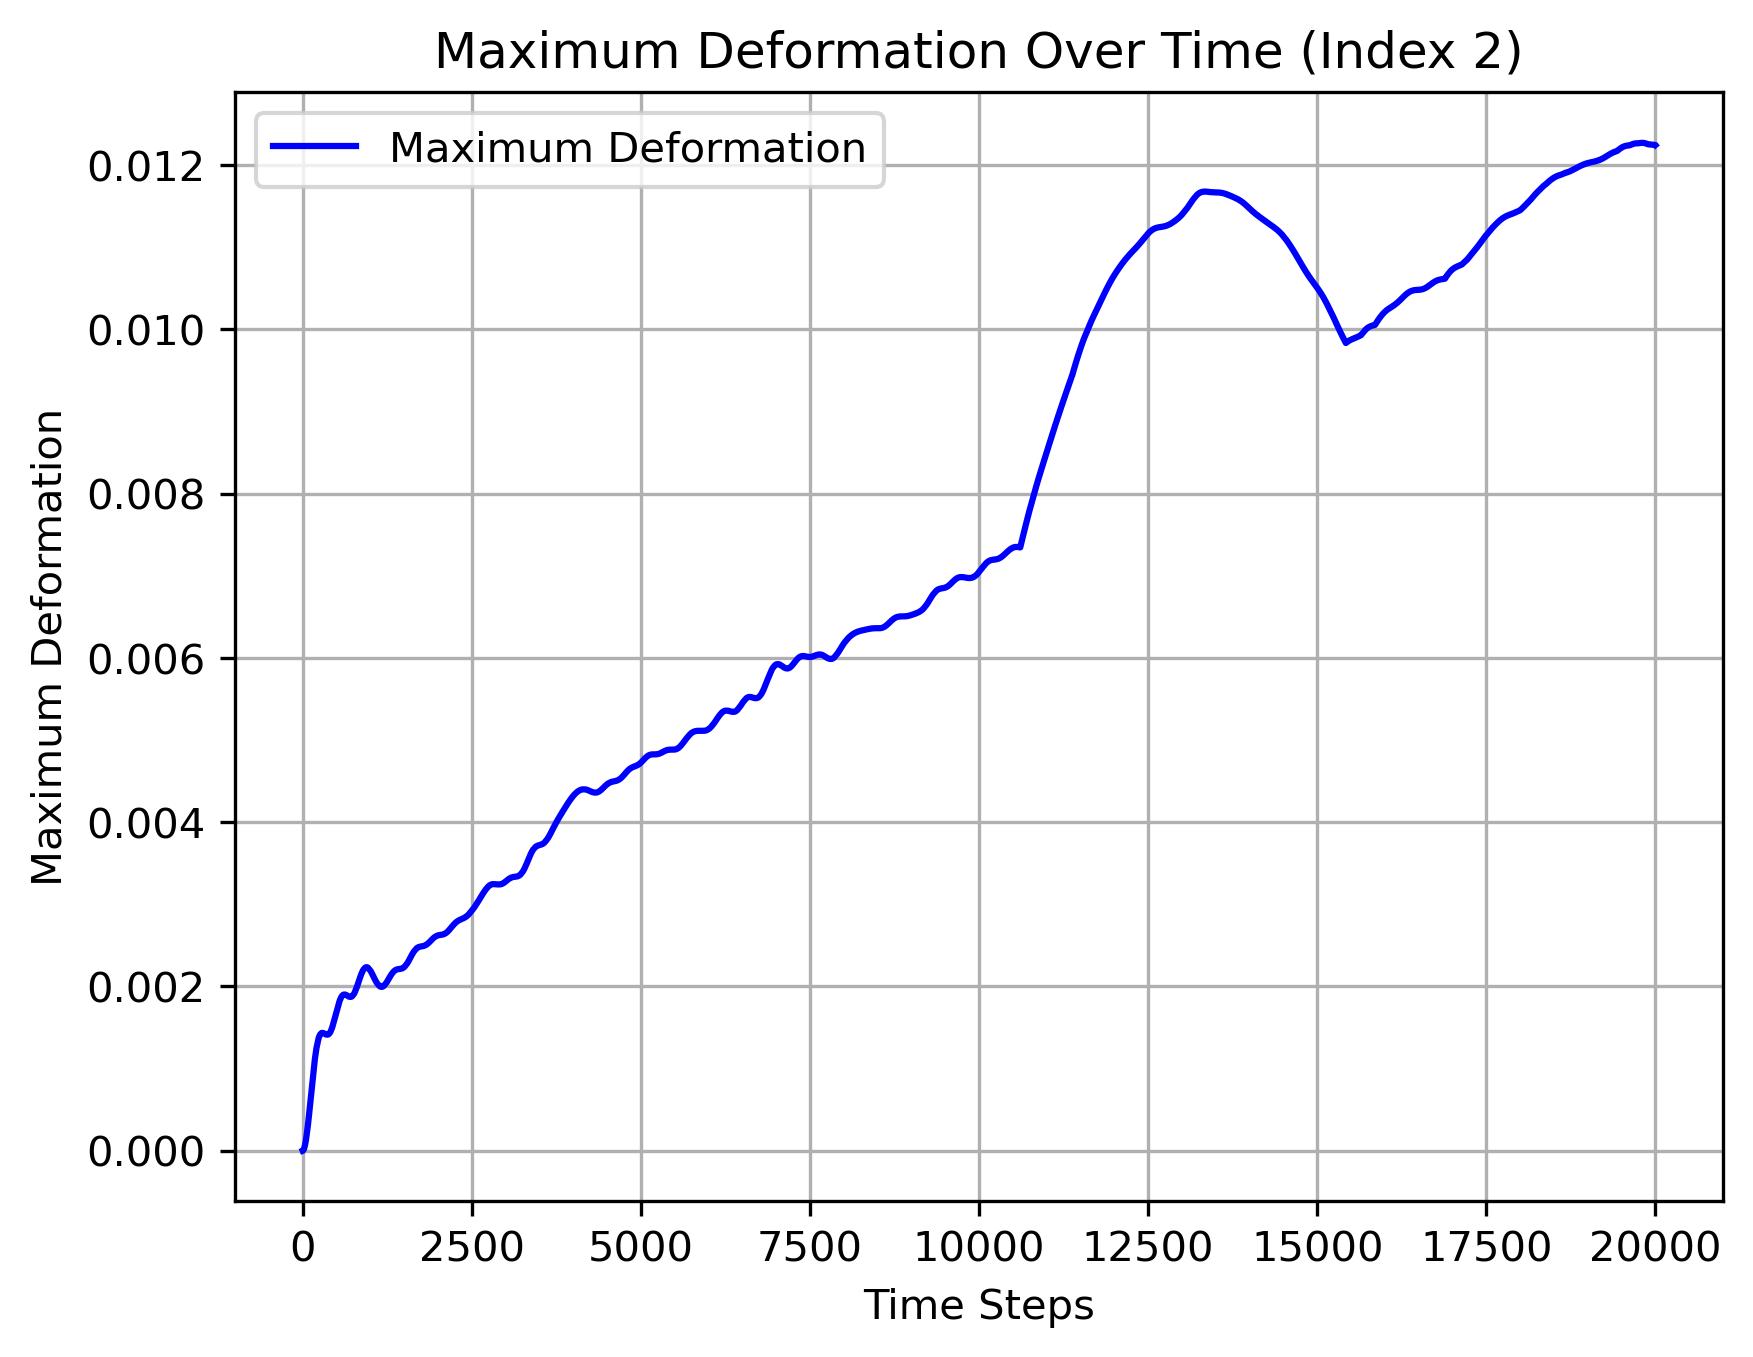 Maximum Deformation Over Time (Index 2)
Maximum Deformation
0.012
0.010
0.008
0.006
0.004
0.002
0.000
Maximum Deformation
0 2500 5000 7500 10000 12500 15000 17500 20000
Time Steps